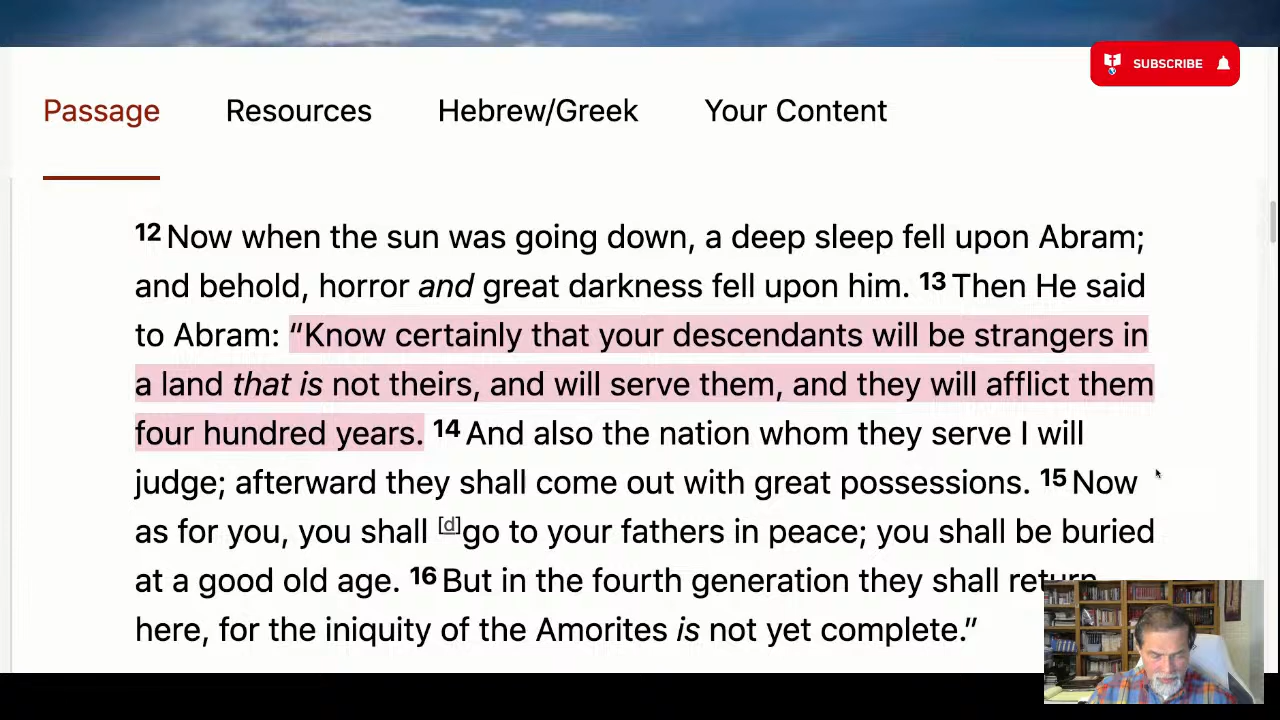 SUBSCRIBE
Passage Resources Hebrew/Greek Your Content
12 Now when the sun was going down, a deep sleep fell upon Abram;
and behold, horror and great darkness fell upon him. 13 Then He said
to Abram: “Know certainly that your descendants will be strangers in
a land that is not theirs, and will serve them, and they will afflict them
four hundred years. 14 And also the nation whom they serve I will
judge; afterward they shall come out with great possessions. 15 Now
as for you, you shall [d]go to your fathers in peace; you shall be buried
at a good old age. 16 But in the fourth generation they shall return
here, for the iniquity of the Amorites is not yet complete.”